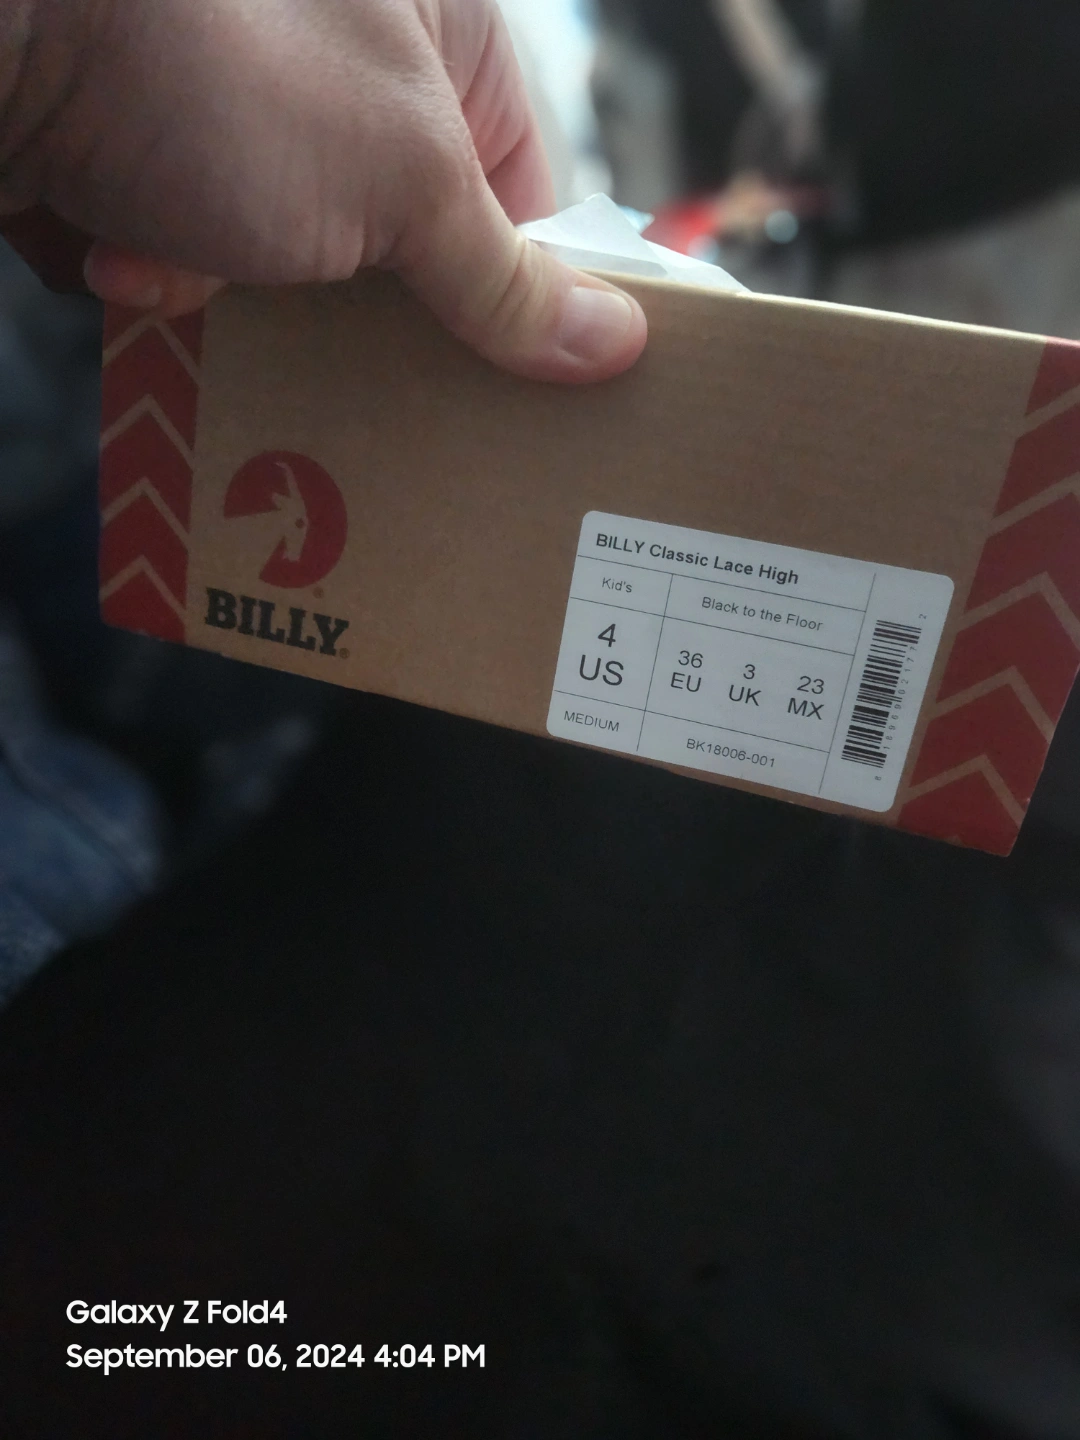 BILLY
BILLY Classic Lace High
Kid's
Black to the Floor
4
US
36
EU
3
UK
23
MX
MEDIUM
BK18006-001
Galaxy Z Fold4
September 06, 2024 4:04 PM